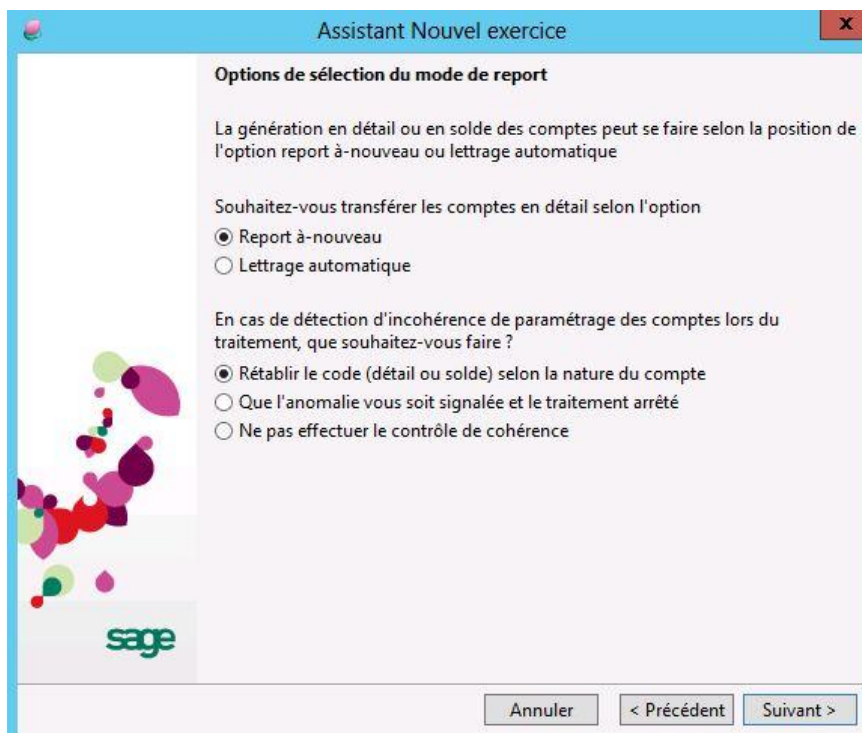 Assistant Nouvel exercice
x
Options de sélection du mode de report
La génération en détail ou en solde des comptes peut se faire selon la position de
l'option report à-nouveau ou lettrage automatique
Souhaitez-vous transférer les comptes en détail selon l'option
Report à-nouveau
Lettrage automatique
En cas de détection d'incohérence de paramétrage des comptes lors du
traitement, que souhaitez-vous faire ?
Rétablir le code (détail ou solde) selon la nature du compte
Que l'anomalie vous soit signalée et le traitement arrêté
Ne pas effectuer le contrôle de cohérence
sage
Annuler
< Précédent
Suivant >